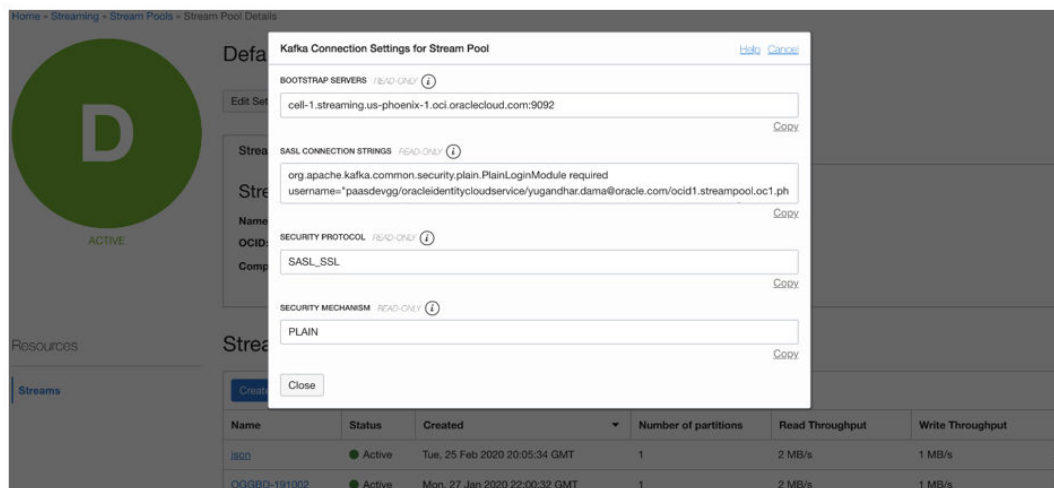 Home » Streaming » Stream Pools » Stream Pool Details
D
ACTIVE
Resources
Streams
Defa
Edit Set
Strea
Stre
Name
OCID:
Comp
Kafka Connection Settings for Stream Pool
Help Cancel
BOOTSTRAP SERVERS READ-ONLY i
cell-1.streaming.us-phoenix-1.oci.oraclecloud.com:9092
Copy
SASL CONNECTION STRINGS READ-ONLY i
org.apache.kafka.common.security.plain.PlainLoginModule required
username="paasdevgg/oracleidentitycloudservice/yugandhar.dama@oracle.com/ocid1.streampool.oc1.ph
Copy
SECURITY PROTOCOL READ-ONLY i
SASL_SSL
Copy
SECURITY MECHANISM READ-ONLY i
PLAIN
Copy
Close
Strea
Create
Name Status Created Number of partitions Read Throughput Write Throughput
json Active Tue, 25 Feb 2020 20:05:34 GMT 1 2 MB/s 1 MB/s
OGGBD-191002 Active Mon, 27 Jan 2020 22:00:32 GMT 1 2 MB/s 1 MB/s